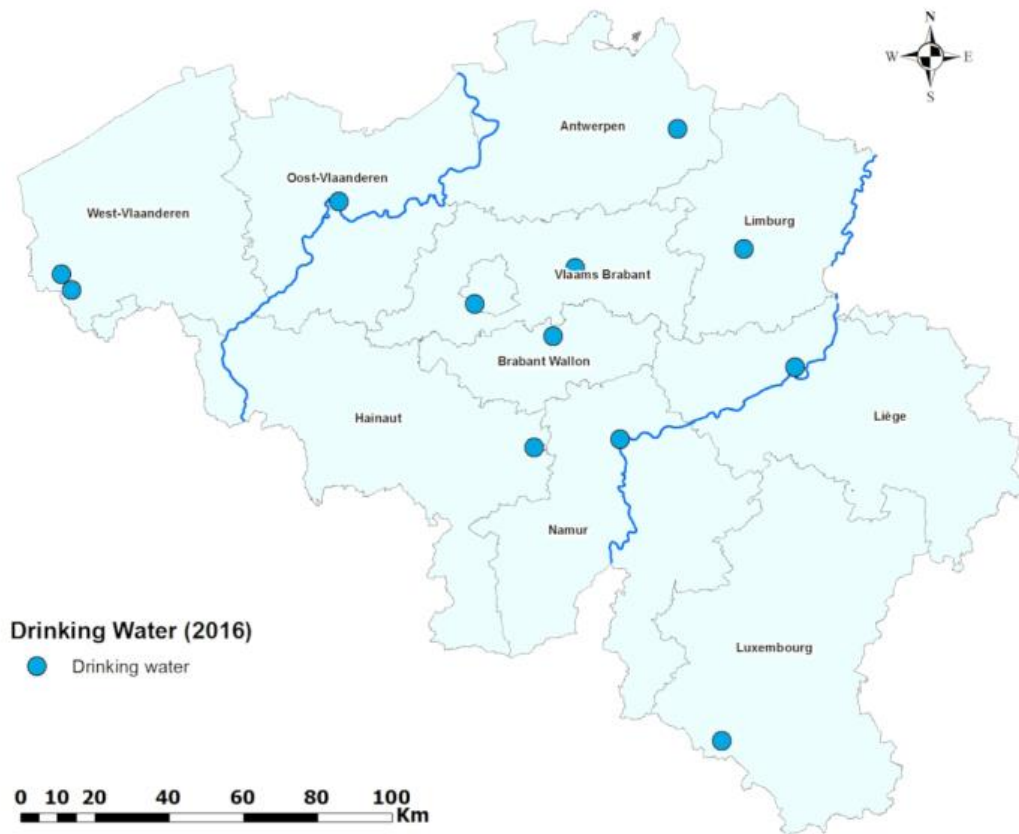 N
W E
S
Antwerpen
Oost-Vlaanderen
West-Vlaanderen
Limburg
Vlaams Brabant
Brabant Wallon
Hainaut
Liège
Namur
Drinking Water (2016)
Drinking water
Luxembourg
0 10 20 40 60 80 100
Km